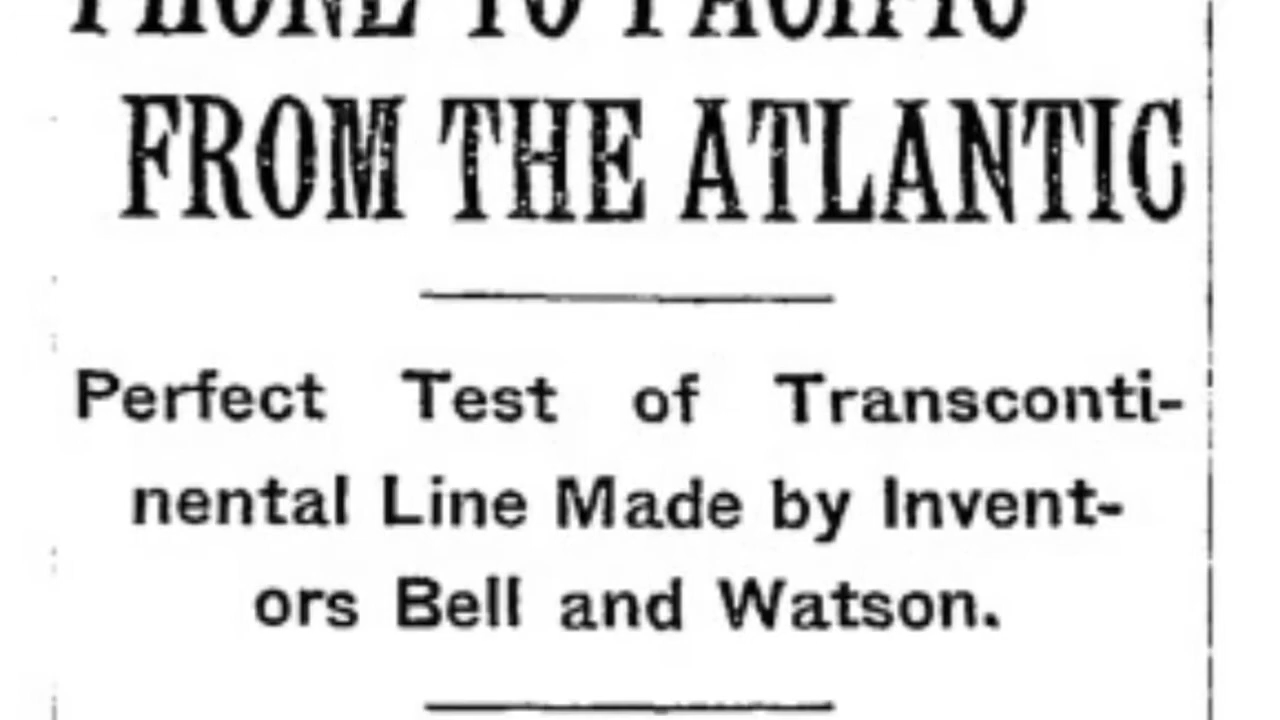 PHONE TO PACIFIC
FROM THE ATLANTIC
Perfect Test of Transconti-
nental Line Made by Invent-
ors Bell and Watson.